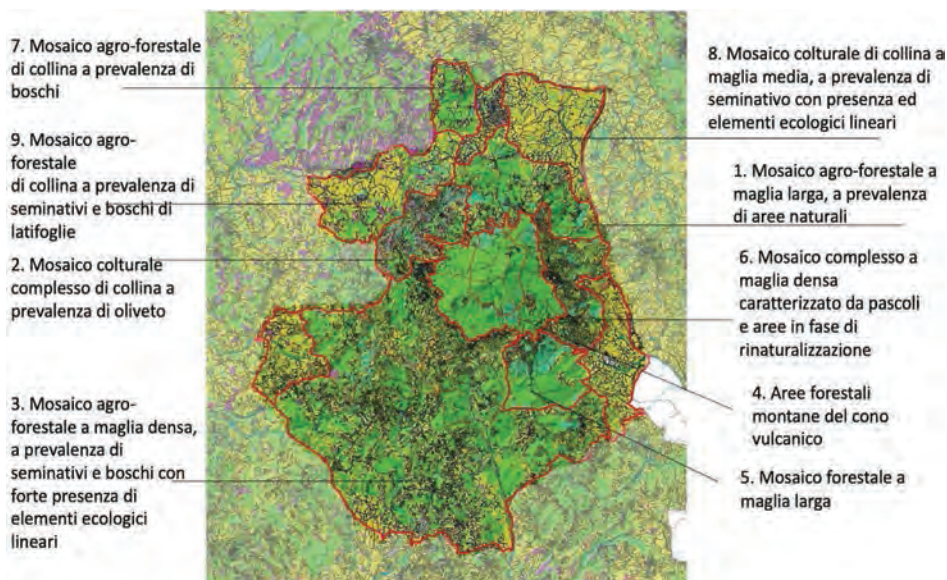 7. Mosaico agro-forestale
di collina a prevalenza di
boschi
9. Mosaico agro-
forestale
di collina a prevalenza di
seminativi e boschi di
latifoglie
2. Mosaico colturale
complesso di collina a
prevalenza di oliveto
3. Mosaico agro-
forestale a maglia densa,
a prevalenza di
seminativi e boschi con
forte presenza di
elementi ecologici
lineari
8. Mosaico colturale di collina a
maglia media, a prevalenza di
seminativo con presenza ed
elementi ecologici lineari
1. Mosaico agro-forestale a
maglia larga, a prevalenza
di aree naturali
6. Mosaico complesso a
maglia densa
caratterizzato da pascoli
e aree in fase di
rinaturalizzazione
4. Aree forestali
montane del cono
vulcanico
5. Mosaico forestale a
maglia larga